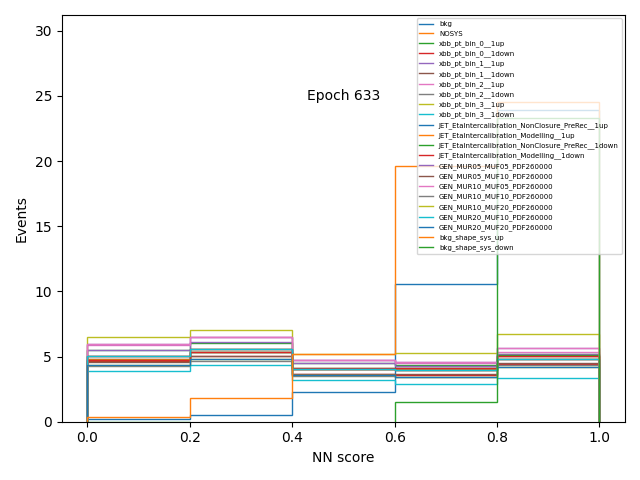 bkg
NOSYS
xbb_pt_bin_0__1up
xbb_pt_bin_0__1down
xbb_pt_bin_1__1up
xbb_pt_bin_1__1down
xbb_pt_bin_2__1up
xbb_pt_bin_2__1down
xbb_pt_bin_3__1up
xbb_pt_bin_3__1down
JET_EtaIntercalibration_NonClosure_PreRec__1up
JET_EtaIntercalibration_Modelling__1up
JET_EtaIntercalibration_NonClosure_PreRec__1down
JET_EtaIntercalibration_Modelling__1down
GEN_MUR05_MUF05_PDF260000
GEN_MUR05_MUF10_PDF260000
GEN_MUR10_MUF05_PDF260000
GEN_MUR10_MUF10_PDF260000
GEN_MUR10_MUF20_PDF260000
GEN_MUR20_MUF10_PDF260000
GEN_MUR20_MUF20_PDF260000
bkg_shape_sys_up
bkg_shape_sys_down
Epoch 633
Events
30
25
20
15
10
5
0
0.0 0.2 0.4 0.6 0.8 1.0
NN score